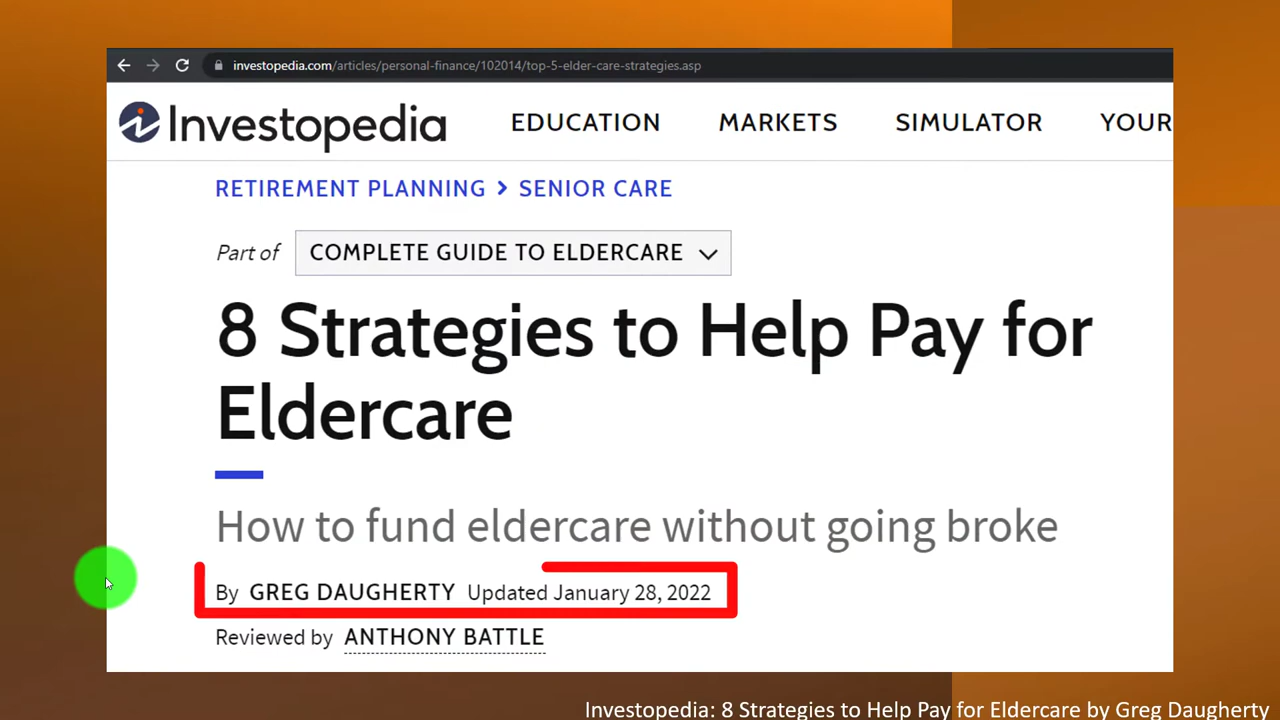 investopedia.com/articles/personal-finance/102014/top-5-elder-care-strategies.asp
Investopedia EDUCATION MARKETS SIMULATOR YOUR
RETIREMENT PLANNING > SENIOR CARE
Part of COMPLETE GUIDE TO ELDERCARE
8 Strategies to Help Pay for
Eldercare
How to fund eldercare without going broke
By GREG DAUGHERTY Updated January 28, 2022
Reviewed by ANTHONY BATTLE
Investopedia: 8 Strategies to Help Pay for Eldercare by Greg Daugherty